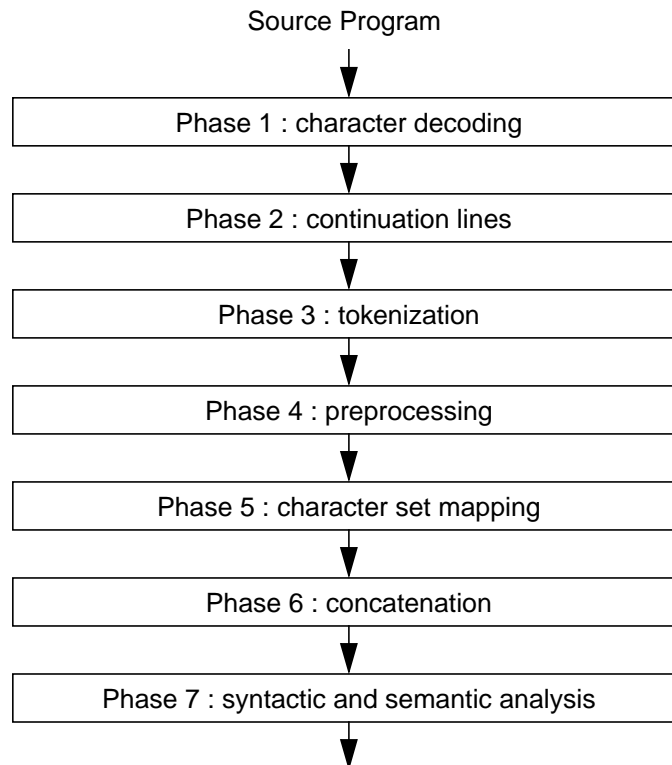 Source Program
Phase 1 : character decoding
Phase 2 : continuation lines
Phase 3 : tokenization
Phase 4 : preprocessing
Phase 5 : character set mapping
Phase 6 : concatenation
Phase 7 : syntactic and semantic analysis